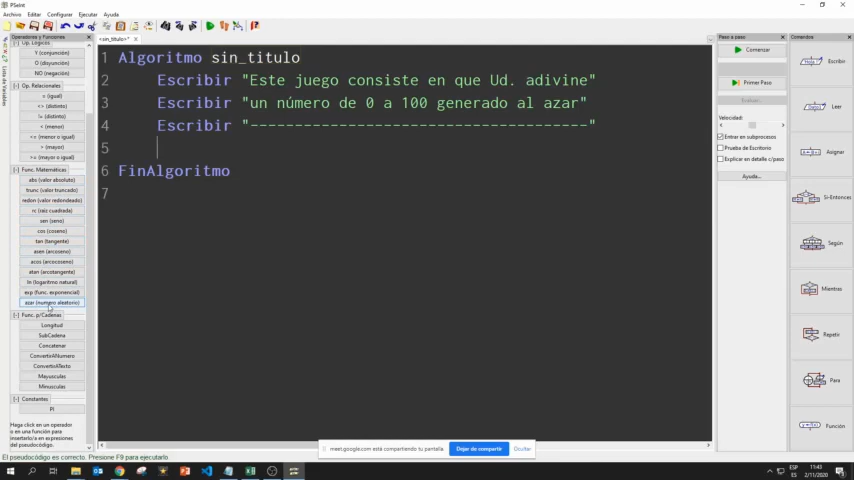 PSeInt
Archivo Editar Configurar Ejecutar Ayuda
Operadores y Funciones
<sin_titulo>*
Paso a paso
Comandos
Lista de Variables
Op. Lógicos
Y (conjunción)
O (disyunción)
NO (negación)
Op. Relacionales
= (igual)
<> (distinto)
!= (distinto)
< (menor)
<= (menor o igual)
> (mayor)
>= (mayor o igual)
Func. Matemáticas
abs (valor absoluto)
trunc (valor truncado)
redon (valor redondeado)
rc (raíz cuadrada)
sen (seno)
cos (coseno)
tan (tangente)
asen (arcoseno)
acos (arcocoseno)
atan (arcotangente)
ln (logaritmo natural)
exp (func. exponencial)
azar (numero aleatorio)
Func. p/Cadenas
Longitud
SubCadena
Concatenar
ConvertirANumero
ConvertirATexto
Mayusculas
Minusculas
Constantes
PI
Haga click en un operador
o en una función para
insertarlo/a en expresiones
del pseudocódigo.
1 Algoritmo sin_titulo
2 Escribir "Este juego consiste en que Ud. adivine"
3 Escribir "un número de 0 a 100 generado al azar"
4 Escribir "-------------------------------------"
5
6 FinAlgoritmo
7
Comenzar
Primer Paso
Evaluar...
Velocidad:
Entrar en subprocesos
Prueba de Escritorio
Explicar en detalle c/paso
Ayuda...
Escribir
Leer
Asignar
Si-Entonces
Según
Mientras
Repetir
Para
Función
meet.google.com está compartiendo tu pantalla.
Dejar de compartir
Ocultar
El pseudocódigo es correcto. Presione F9 para ejecutarlo.
ESP
ES
11:43
2/11/2020